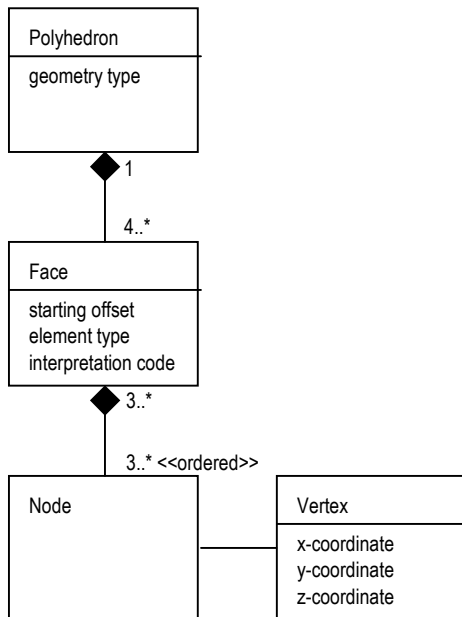 Polyhedron
geometry type
1
4..*
Face
starting offset
element type
interpretation code
3..*
3..* <<ordered>>
Node
Vertex
x-coordinate
y-coordinate
z-coordinate